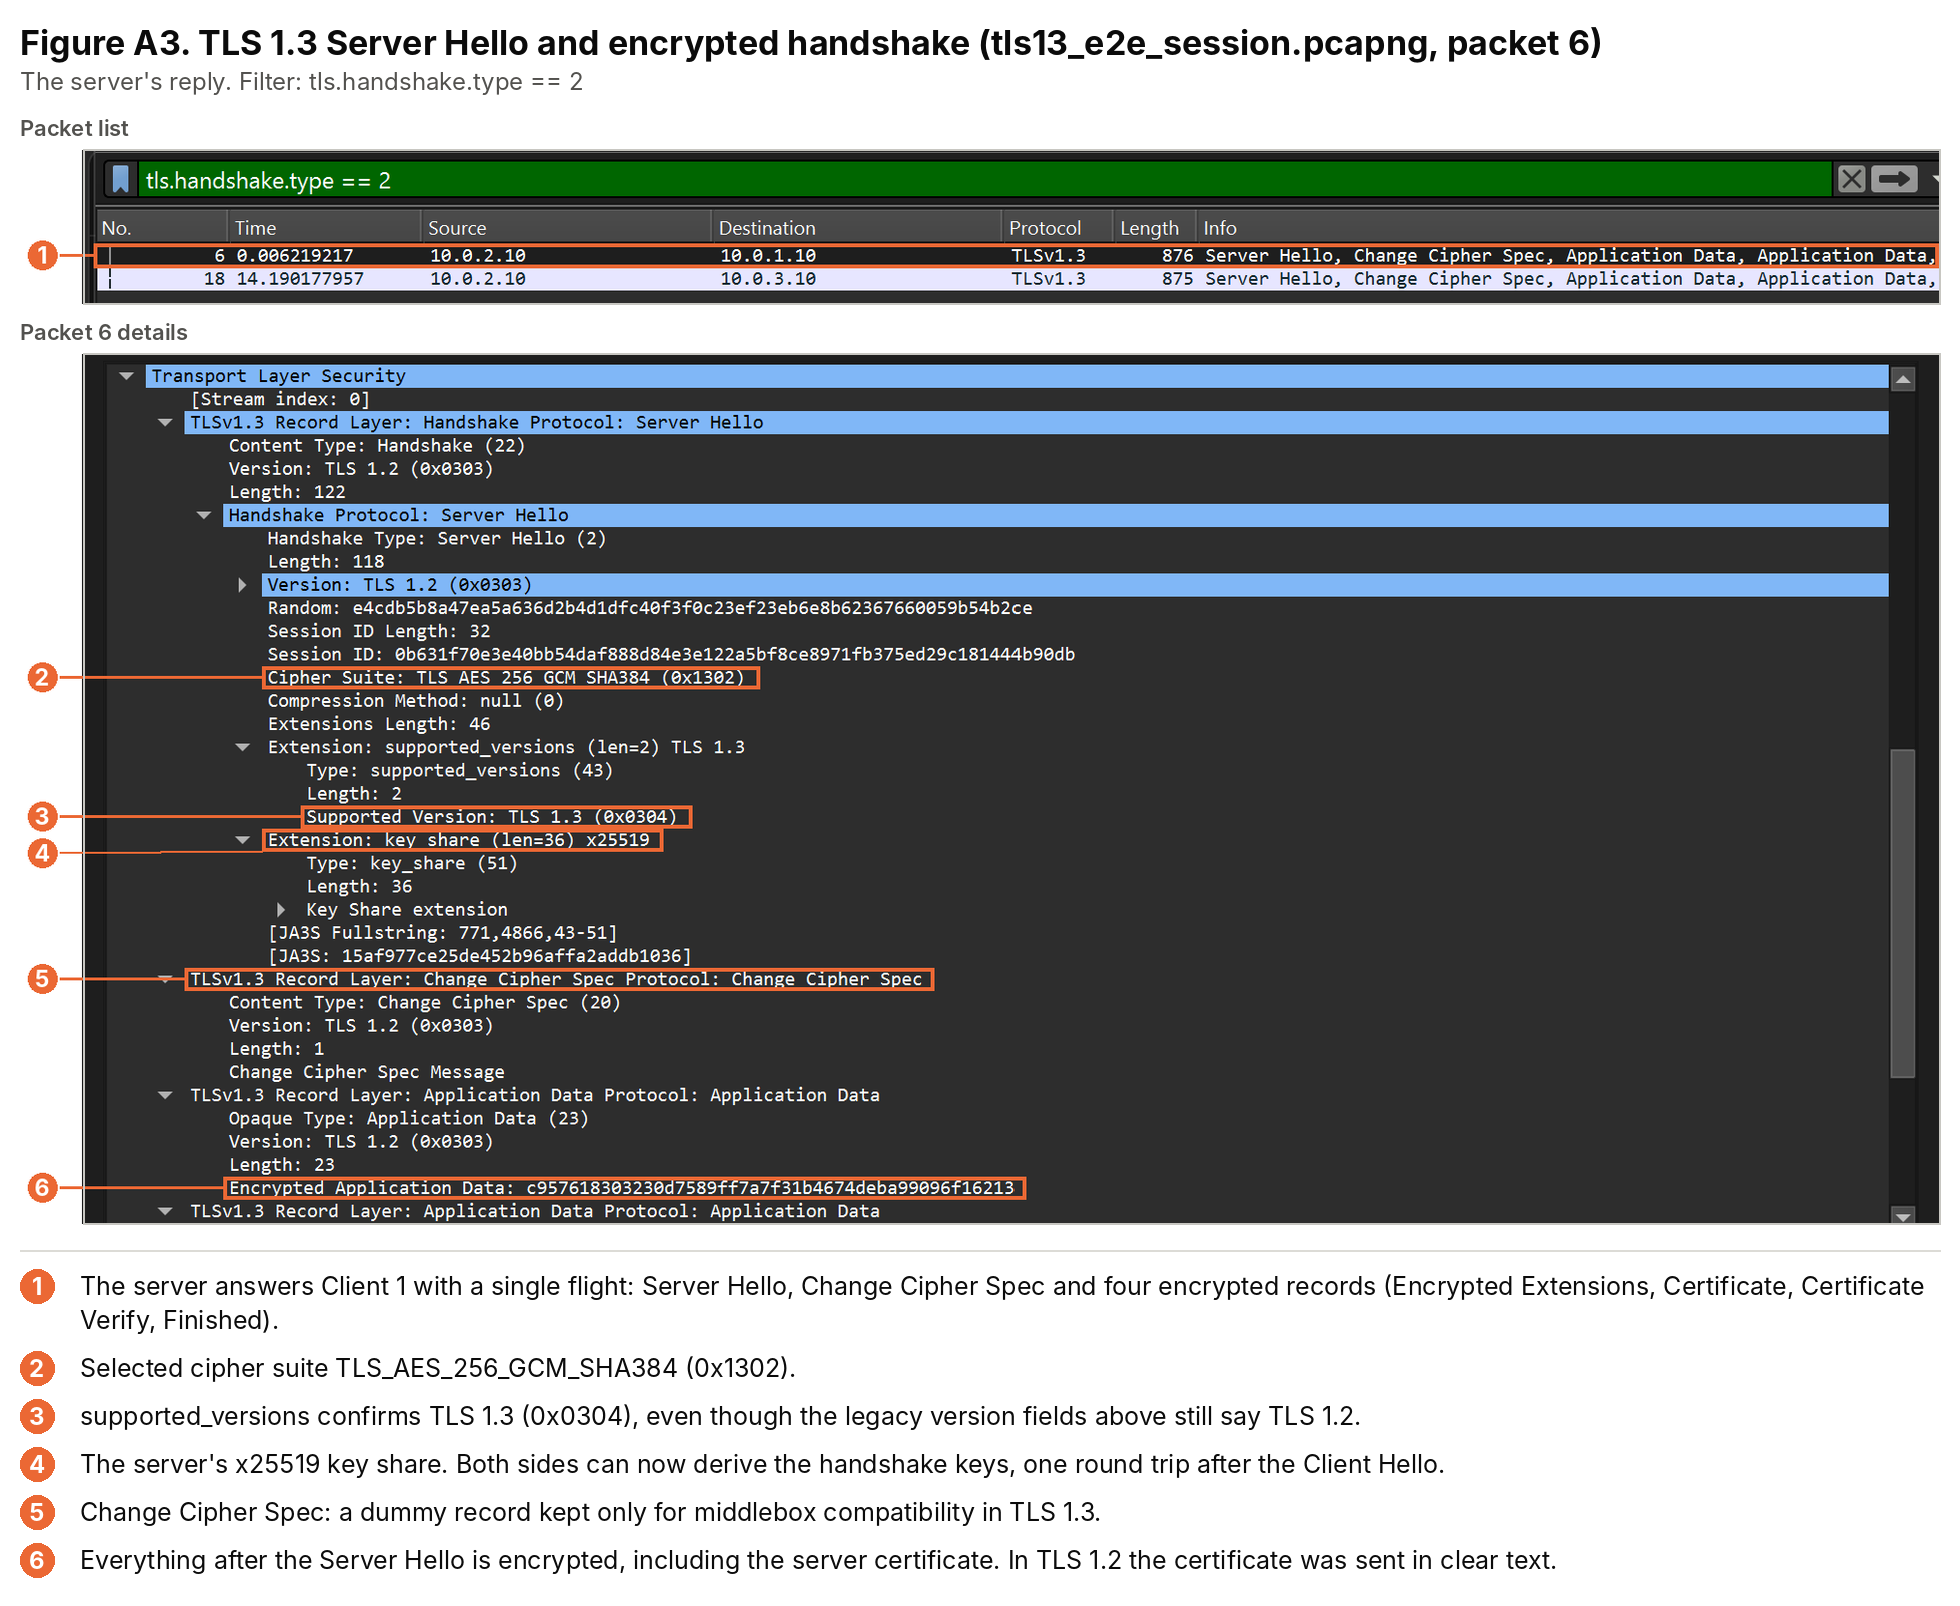 Figure A3. TLS 1.3 Server Hello and encrypted handshake (tls13_e2e_session.pcapng, packet 6)
The server's reply. Filter: tls.handshake.type == 2
Packet list
tls.handshake.type == 2
No. Time Source Destination Protocol Length Info
1
6 0.006219217 10.0.2.10 10.0.1.10 TLSv1.3 876 Server Hello, Change Cipher Spec, Application Data, Application Data,
18 14.190177957 10.0.2.10 10.0.3.10 TLSv1.3 875 Server Hello, Change Cipher Spec, Application Data, Application Data,
Packet 6 details
Transport Layer Security
[Stream index: 0]
TLSv1.3 Record Layer: Handshake Protocol: Server Hello
Content Type: Handshake (22)
Version: TLS 1.2 (0x0303)
Length: 122
Handshake Protocol: Server Hello
Handshake Type: Server Hello (2)
Length: 118
Version: TLS 1.2 (0x0303)
Random: e4cdb5b8a47ea5a636d2b4d1dfc40f3f0c23ef23eb6e8b62367660059b54b2ce
Session ID Length: 32
Session ID: 0b631f70e3e40bb54daf888d84e3e122a5bf8ce8971fb375ed29c181444b90db
2
Cipher Suite: TLS_AES_256_GCM_SHA384 (0x1302)
Compression Method: null (0)
Extensions Length: 46
Extension: supported_versions (len=2) TLS 1.3
Type: supported_versions (43)
Length: 2
3
Supported Version: TLS 1.3 (0x0304)
4
Extension: key_share (len=36) x25519
Type: key_share (51)
Length: 36
Key Share extension
[JA3S Fullstring: 771,4866,43-51]
[JA3S: 15af977ce25de452b96affa2addb1036]
5
TLSv1.3 Record Layer: Change Cipher Spec Protocol: Change Cipher Spec
Content Type: Change Cipher Spec (20)
Version: TLS 1.2 (0x0303)
Length: 1
Change Cipher Spec Message
TLSv1.3 Record Layer: Application Data Protocol: Application Data
Opaque Type: Application Data (23)
Version: TLS 1.2 (0x0303)
Length: 23
6
Encrypted Application Data: c957618303230d7589ff7a7f31b4674deba99096f16213
TLSv1.3 Record Layer: Application Data Protocol: Application Data
1 The server answers Client 1 with a single flight: Server Hello, Change Cipher Spec and four encrypted records (Encrypted Extensions, Certificate, Certificate
Verify, Finished).
2 Selected cipher suite TLS_AES_256_GCM_SHA384 (0x1302).
3 supported_versions confirms TLS 1.3 (0x0304), even though the legacy version fields above still say TLS 1.2.
4 The server's x25519 key share. Both sides can now derive the handshake keys, one round trip after the Client Hello.
5 Change Cipher Spec: a dummy record kept only for middlebox compatibility in TLS 1.3.
6 Everything after the Server Hello is encrypted, including the server certificate. In TLS 1.2 the certificate was sent in clear text.